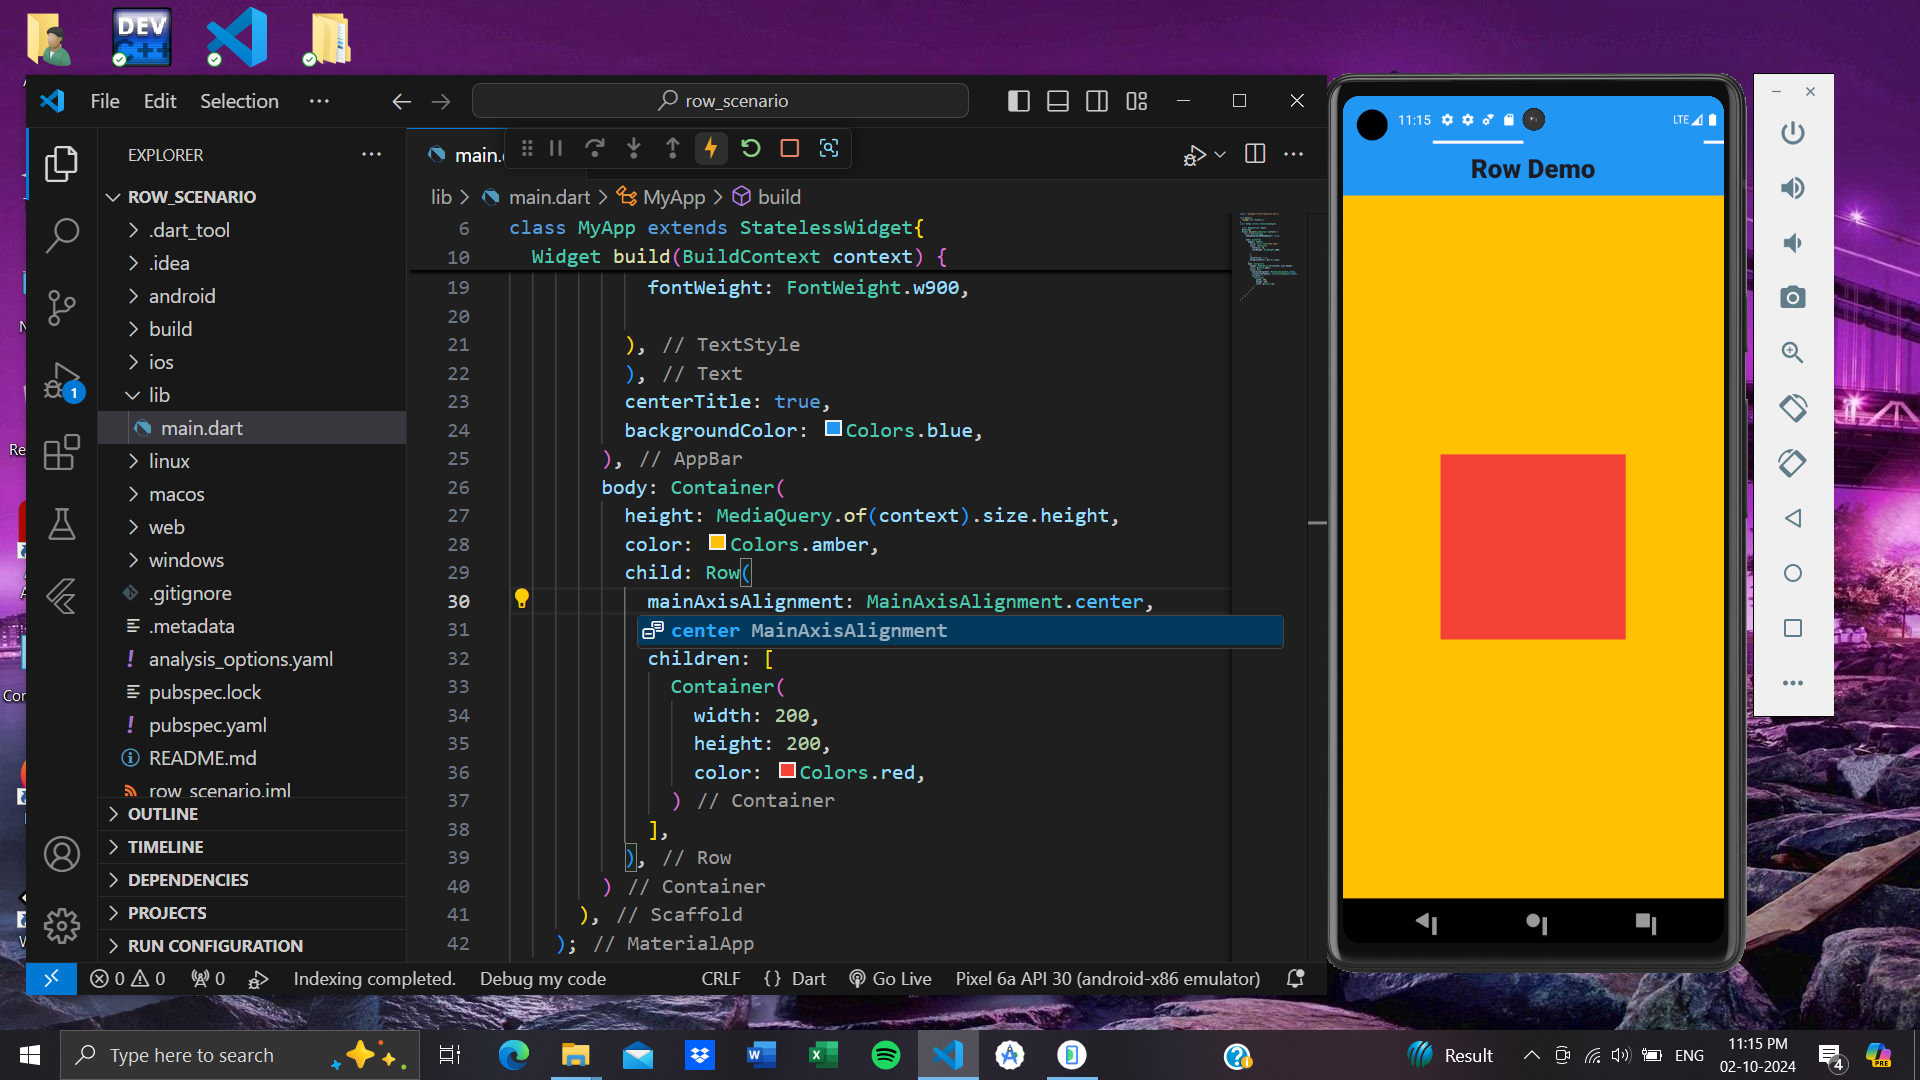 DEV
C++
File Edit Selection ...
row_scenario
EXPLORER
ROW_SCENARIO
.dart_tool
.idea
android
build
ios
lib
main.dart
linux
macos
web
windows
.gitignore
.metadata
analysis_options.yaml
pubspec.lock
pubspec.yaml
README.md
row_scenario.iml
OUTLINE
TIMELINE
DEPENDENCIES
PROJECTS
RUN CONFIGURATION
1
lib > main.dart > MyApp > build
6 class MyApp extends StatelessWidget{
10 Widget build(BuildContext context) {
19 fontWeight: FontWeight.w900,
20
21 ), // TextStyle
22 ), // Text
23 centerTitle: true,
24 backgroundColor: Colors.blue,
25 ), // AppBar
26 body: Container(
27 height: MediaQuery.of(context).size.height,
28 color: Colors.amber,
29 child: Row(
30 mainAxisAlignment: MainAxisAlignment.center,
31
center MainAxisAlignment
32 children: [
33 Container(
34 width: 200,
35 height: 200,
36 color: Colors.red,
37 ) // Container
38 ],
39 ), // Row
40 ) // Container
41 ), // Scaffold
42 ); // MaterialApp
0 0 0 Indexing completed. Debug my code CRLF {} Dart Go Live Pixel 6a API 30 (android-x86 emulator)
11:15 LTE
Row Demo
Type here to search
Result
ENG
11:15 PM
02-10-2024
4
PRE